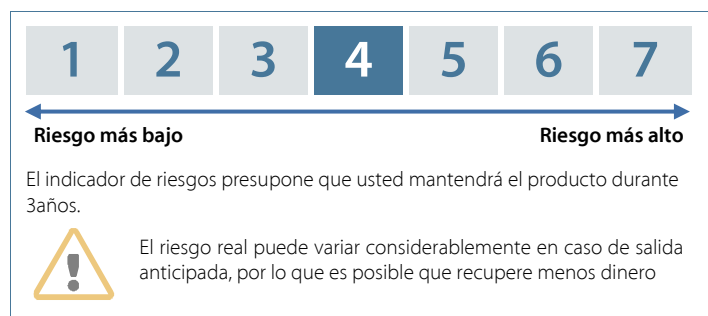 1 2 3 4 5 6 7
Riesgo más bajo Riesgo más alto
El indicador de riesgos presupone que usted mantendrá el producto durante
3años.
El riesgo real puede variar considerablemente en caso de salida
anticipada, por lo que es posible que recupere menos dinero